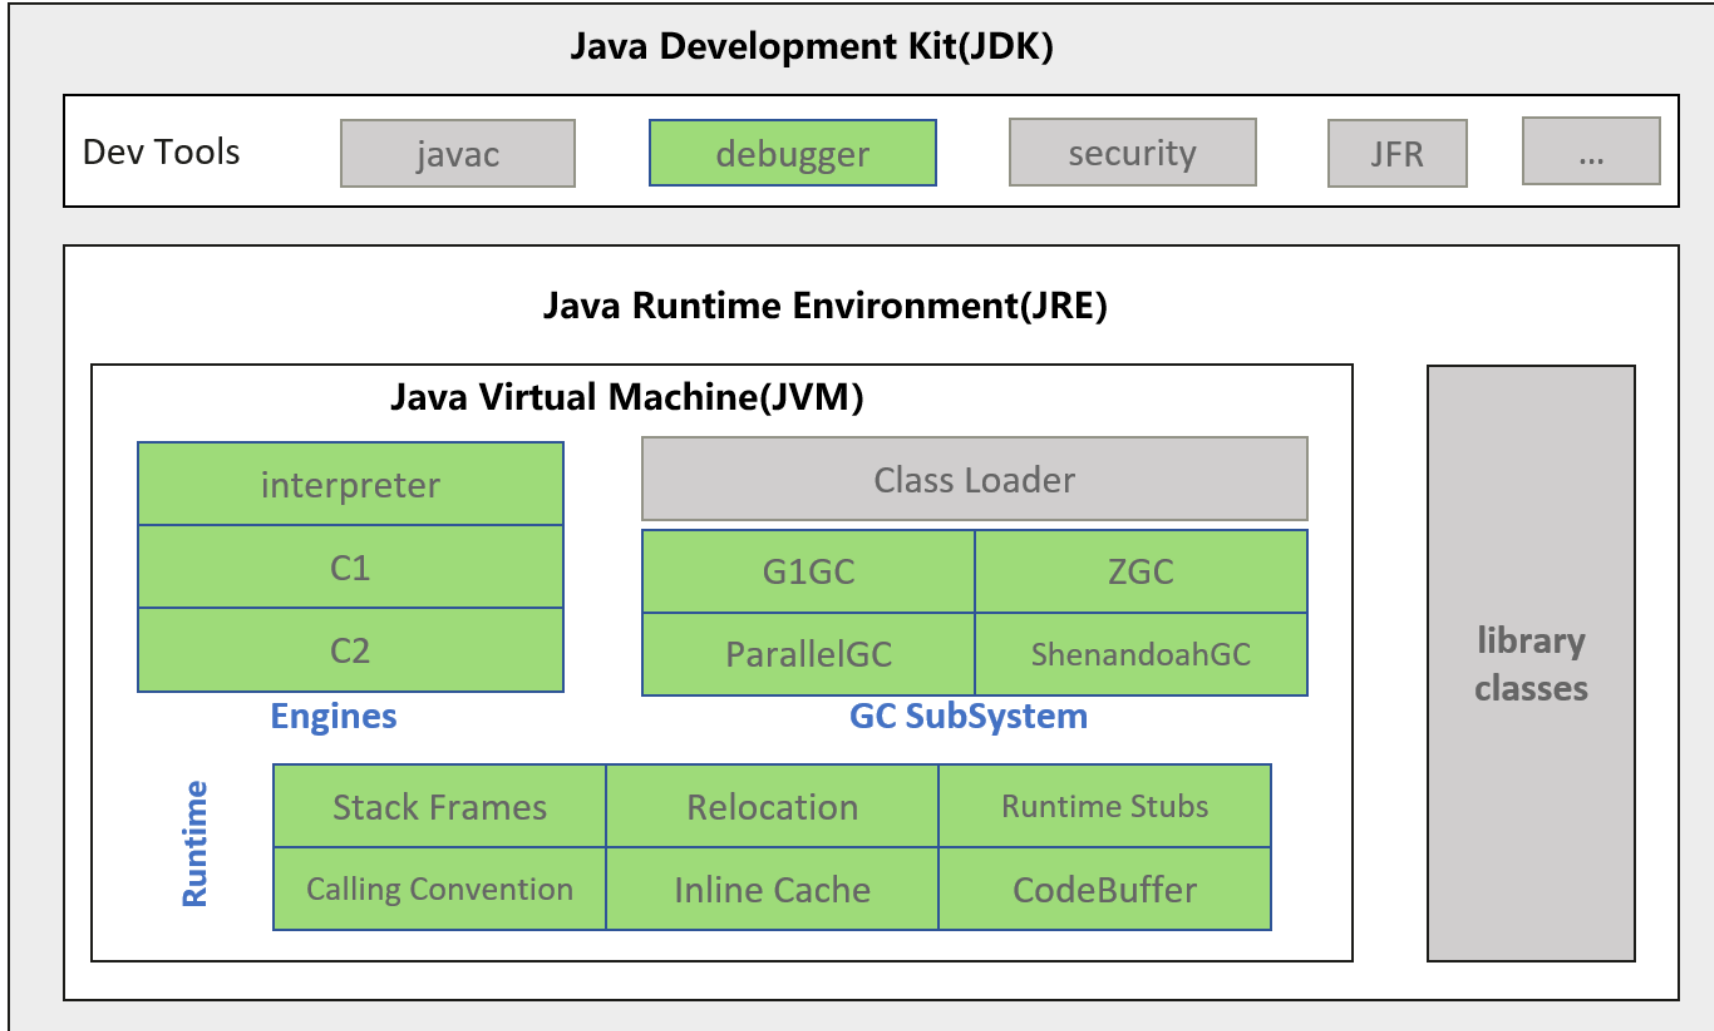 Java Development Kit(JDK)
Dev Tools
javac
debugger
security
JFR
...
Java Runtime Environment(JRE)
Java Virtual Machine(JVM)
interpreter
C1
C2
Engines
Class Loader
G1GC
ZGC
ParallelGC
ShenandoahGC
GC SubSystem
Runtime
Stack Frames
Relocation
Runtime Stubs
Calling Convention
Inline Cache
CodeBuffer
library
classes